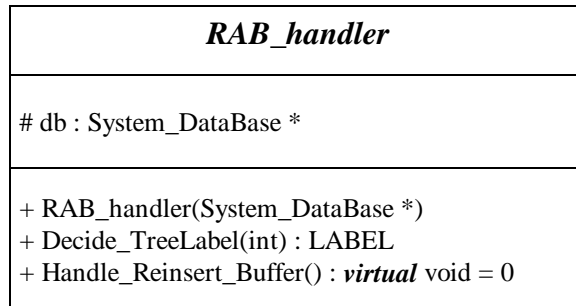 RAB_handler
# db : System_DataBase *
+ RAB_handler(System_DataBase *)
+ Decide_TreeLabel(int) : LABEL
+ Handle_Reinsert_Buffer() : virtual void = 0